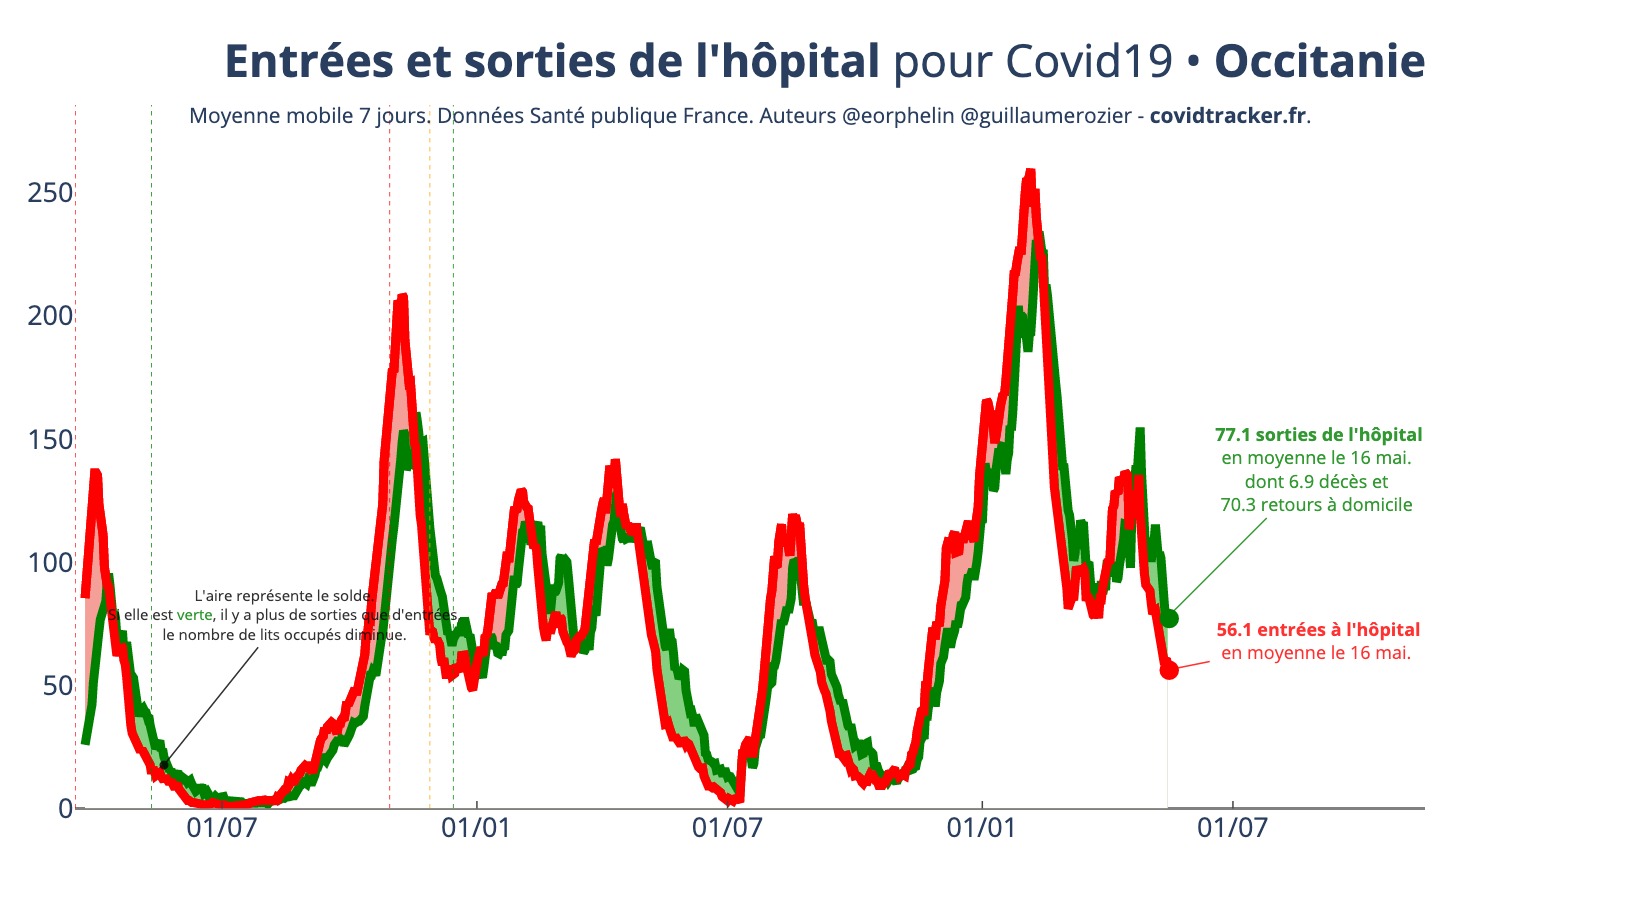 Entrées et sorties de l'hôpital pour Covid19 • Occitanie
Moyenne mobile 7 jours. Données Santé publique France. Auteurs @eorphelin @guillaumerozier - covidtracker.fr.
250
200
150
100
50
0
L'aire représente le solde.
Si elle est verte, il y a plus de sorties que d'entrées,
le nombre de lits occupés diminue.
77.1 sorties de l'hôpital
en moyenne le 16 mai.
dont 6.9 décès et
70.3 retours à domicile
56.1 entrées à l'hôpital
en moyenne le 16 mai.
01/07
01/01
01/07
01/01
01/07